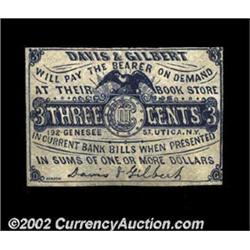 DAVIS & GILBERT
WILL PAY THE BEARER ON DEMAND
AT THEIR BOOK STORE
3 THREE 3 CENTS 3
192 GENESEE ST. UTICA, N.Y.
IN CURRENT BANK BILLS WHEN PRESENTED
IN SUMS OF ONE OR MORE DOLLARS
Davis & Gilbert
©2002 CurrencyAuction.com